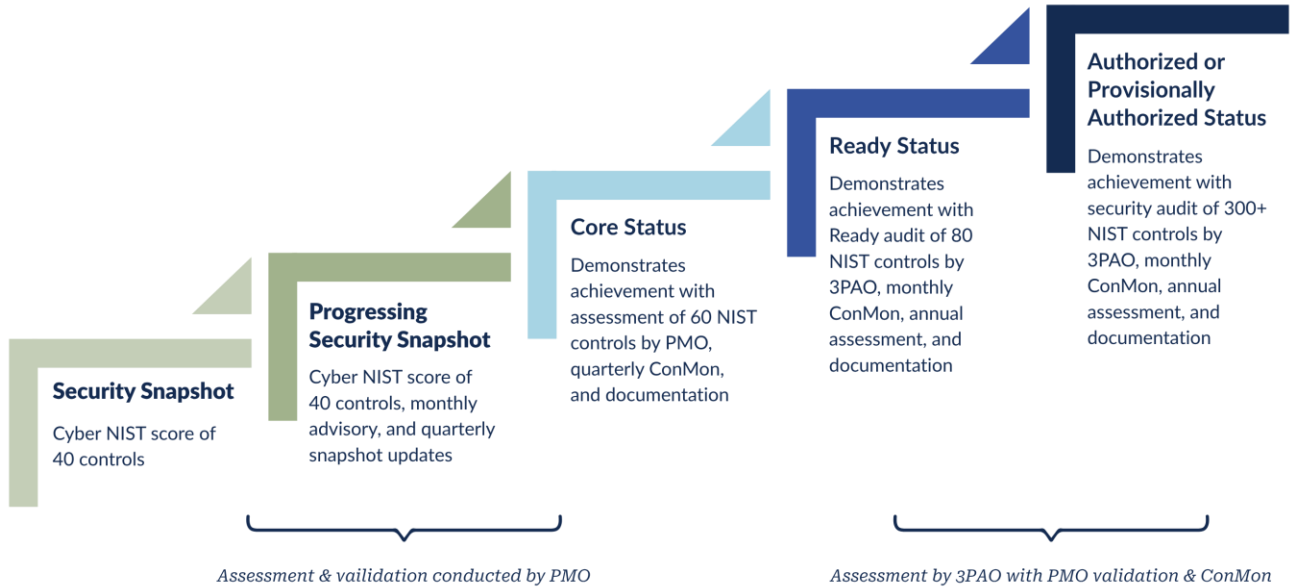 Security Snapshot
Cyber NIST score of
40 controls
Progressing
Security Snapshot
Cyber NIST score of
40 controls, monthly
advisory, and quarterly
snapshot updates
Core Status
Demonstrates
achievement with
assessment of 60 NIST
controls by PMO,
quarterly ConMon,
and documentation
Ready Status
Demonstrates
achievement with
Ready audit of 80
NIST controls by
3PAO, monthly
ConMon, annual
assessment, and
documentation
Authorized or
Provisionally
Authorized Status
Demonstrates
achievement with
security audit of 300+
NIST controls by
3PAO, monthly
ConMon, annual
assessment, and
documentation
Assessment & vailidation conducted by PMO
Assessment by 3PAO with PMO validation & ConMon